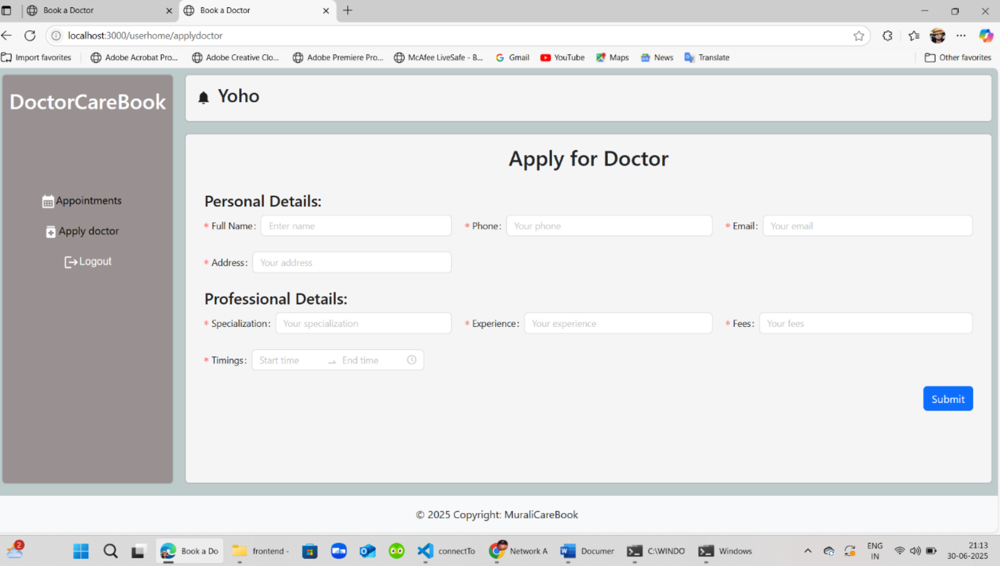 Book a Doctor
Book a Doctor
localhost:3000/userhome/applydoctor
Import favorites
Adobe Acrobat Pro...
Adobe Creative Clo...
Adobe Premiere Pro...
McAfee LiveSafe - B...
Gmail
YouTube
Maps
News
Translate
Other favorites
DoctorCareBook
Appointments
Apply doctor
Logout
Yoho
Apply for Doctor
Personal Details:
* Full Name: Enter name
* Phone: Your phone
* Email: Your email
* Address: Your address
Professional Details:
* Specialization: Your specialization
* Experience: Your experience
* Fees: Your fees
* Timings: Start time → End time
Submit
© 2025 Copyright: MuraliCareBook
2
Book a Do
frontend -
connectTo
Network A
Documer
C:\WINDO
Windows
ENG
IN
21:13
30-06-2025